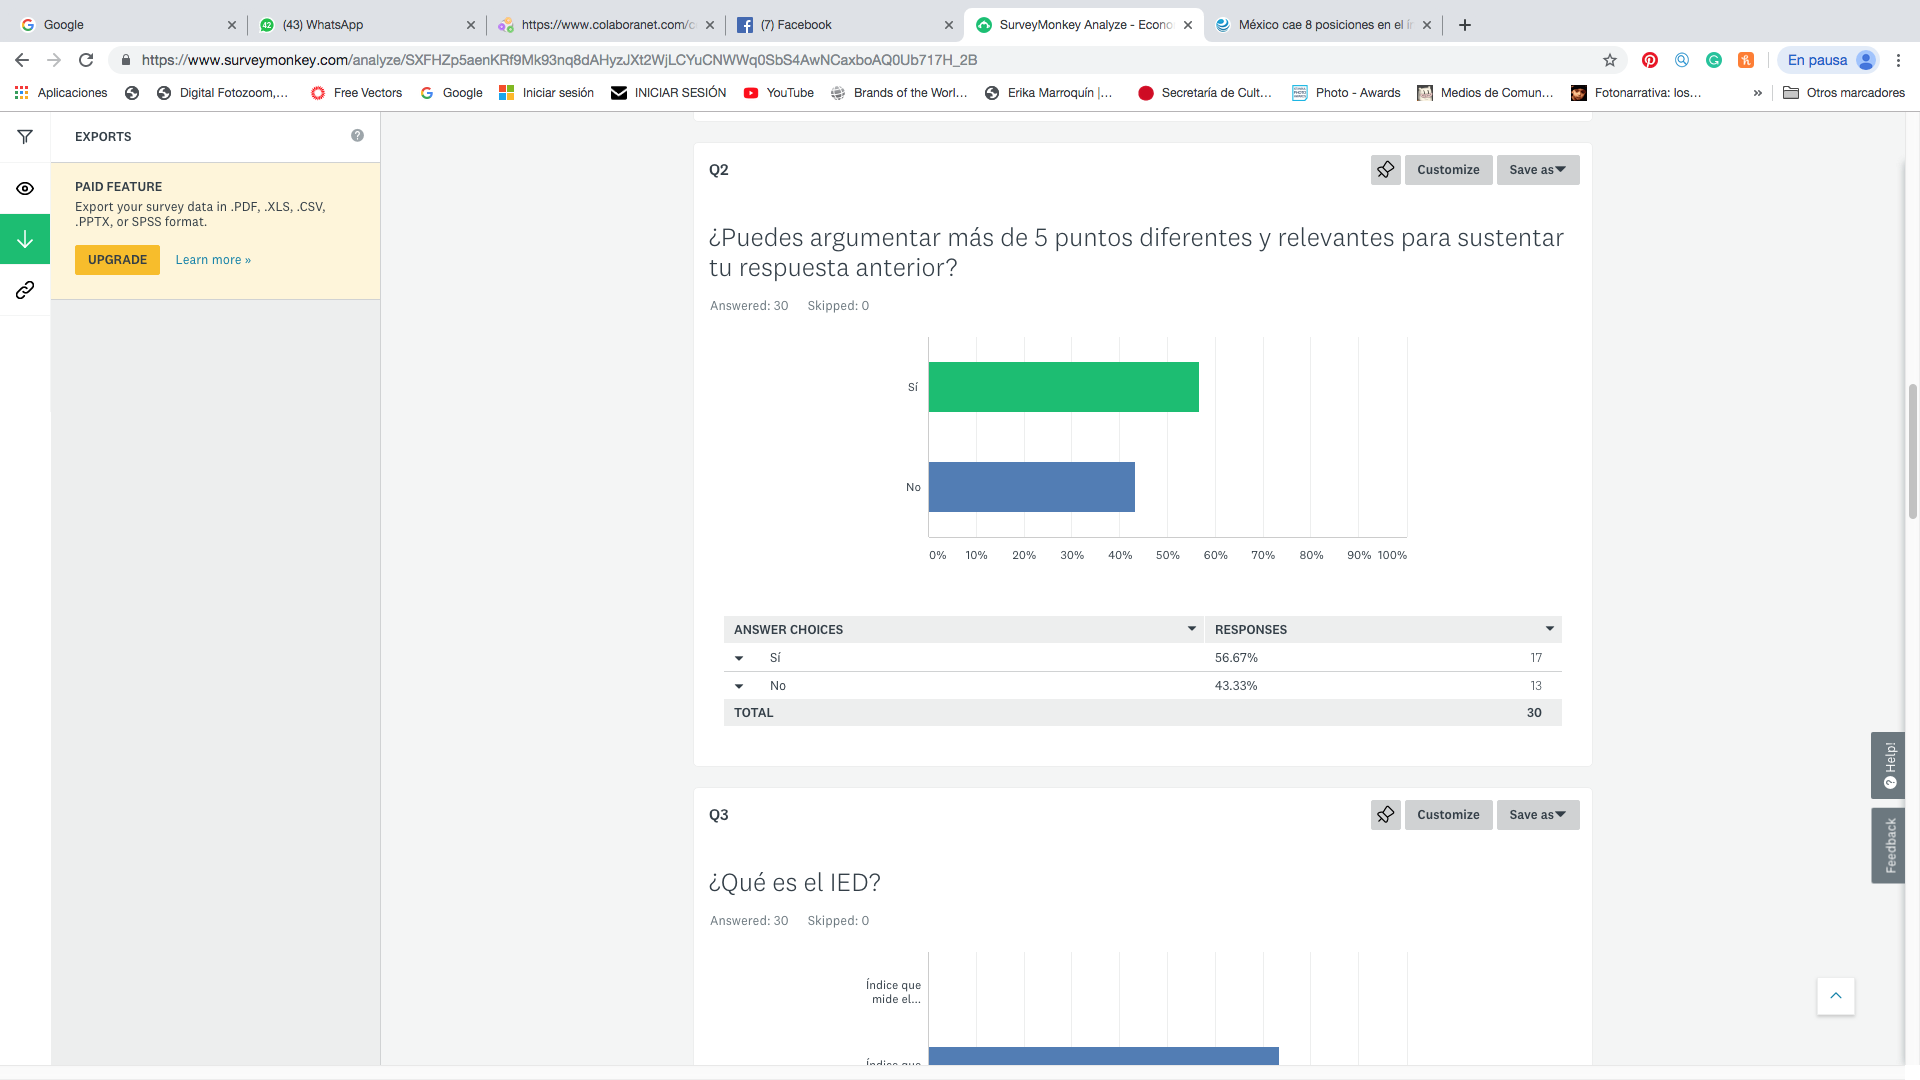 Google
(43) WhatsApp
https://www.colaboranet.com/c
(7) Facebook
SurveyMonkey Analyze - Econo
México cae 8 posiciones en el í
https://www.surveymonkey.com/analyze/SXFHZp5aenKRf9Mk93nq8dAHyzJXt2WjLCYuCNWWq0SbS4AwNCaxboAQ0Ub717H_2B
En pausa
Aplicaciones
Digital Fotozoom,...
Free Vectors
Google
Iniciar sesión
INICIAR SESIÓN
YouTube
Brands of the Worl...
Erika Marroquín |...
Secretaría de Cult...
Photo - Awards
Medios de Comun...
Fotonarrativa: los...
»
Otros marcadores
EXPORTS
PAID FEATURE
Export your survey data in .PDF, .XLS, .CSV,
.PPTX, or SPSS format.
UPGRADE
Learn more »
Q2
Customize
Save as
¿Puedes argumentar más de 5 puntos diferentes y relevantes para sustentar
tu respuesta anterior?
Answered: 30 Skipped: 0
Sí
No
0% 10% 20% 30% 40% 50% 60% 70% 80% 90% 100%
ANSWER CHOICES RESPONSES
Sí 56.67% 17
No 43.33% 13
TOTAL 30
Q3
Customize
Save as
¿Qué es el IED?
Answered: 30 Skipped: 0
Índice que
mide el...
Índice que
Help!
Feedback